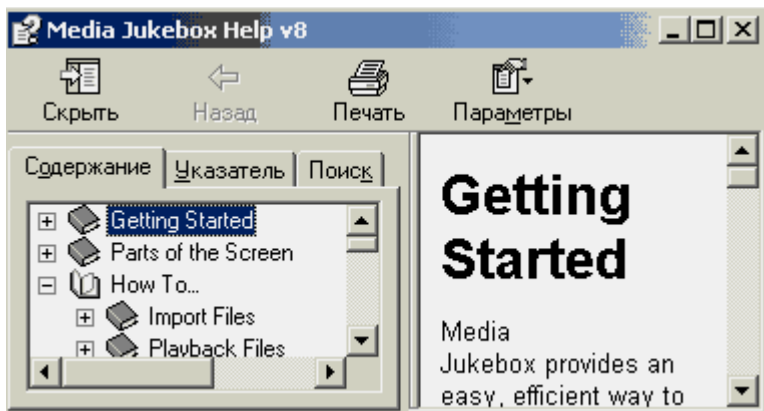 Media Jukebox Help v8
Скрыть Назад Печать Параметры
Содержание Указатель Поиск
Getting Started
Parts of the Screen
How To...
Import Files
Playback Files
Getting
Started
Media
Jukebox provides an
easy, efficient way to